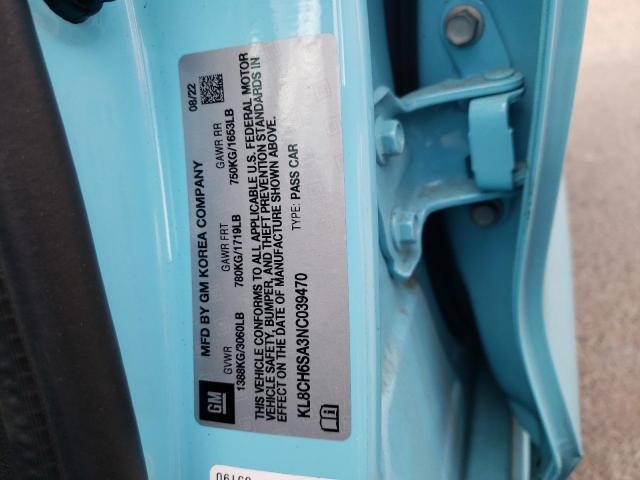 MFD BY GM KOREA COMPANY 08/22
GVWR GAWR FRT GAWR RR
1388KG/3060LB 780KG/1719LB 750KG/1653LB
THIS VEHICLE CONFORMS TO ALL APPLICABLE U.S. FEDERAL MOTOR
VEHICLE SAFETY, BUMPER, AND THEFT PREVENTION STANDARDS IN
EFFECT ON THE DATE OF MANUFACTURE SHOWN ABOVE.
TYPE: PASS CAR
KL8CH6SA3NC039470
GM